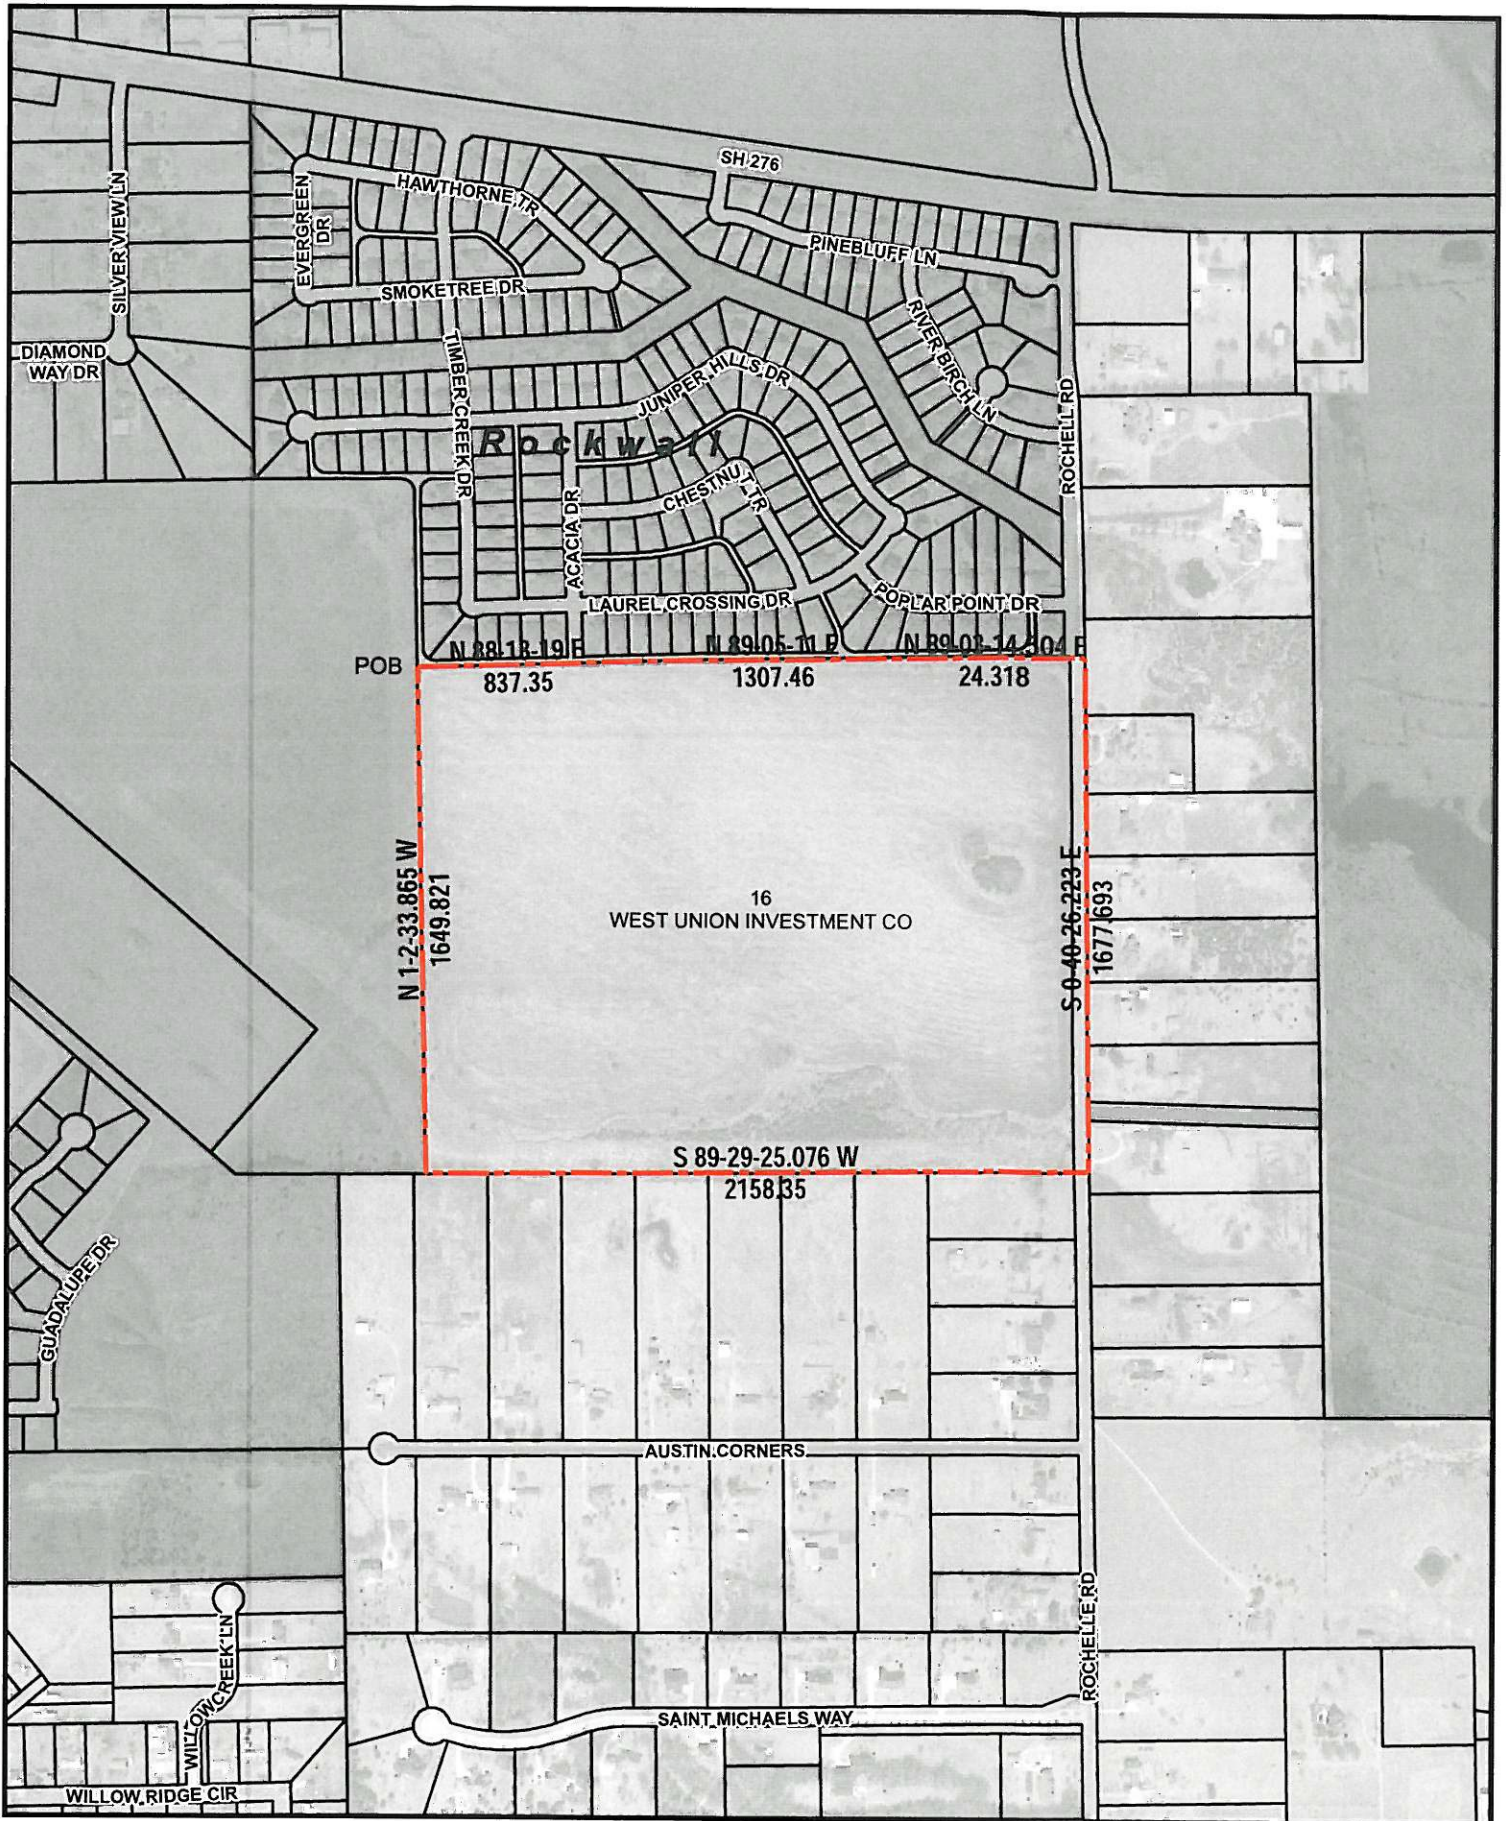 SH 276
HAWTHORNE TR
EVERGREEN
DR
SILVER VIEW LN
PINEBLUFF LN
SMOKETREE DR
RIVER BIRCH LN
DIAMOND
WAY DR
TIMBER CREEK DR
JUNIPER HILLS DR
ROCHELL RD
Rockwall
CHESTNUT TR
ACACIA DR
LAUREL CROSSING DR
POPLAR POINT DR
POB
N 88-13-19 E
N 89-05-11 E
N 89-03-14.304 E
837.35
1307.46
24.318
N 1-2-33.865 W
1649.821
16
WEST UNION INVESTMENT CO
S 0-40-26.223 E
1677.693
S 89-29-25.076 W
2158.35
GUADALUPE DR
AUSTIN CORNERS
ROCHELLE RD
WILLOWCREEK LN
SAINT MICHAELS WAY
WILLOW RIDGE CIR